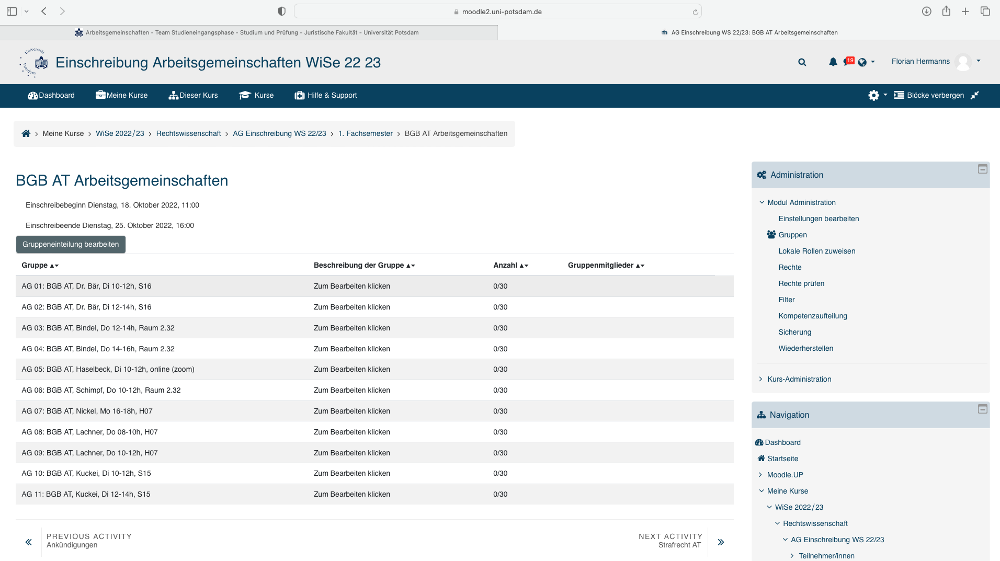 moodle2.uni-potsdam.de
Arbeitsgemeinschaften - Team Studieneingangsphase - Studium und Prüfung - Juristische Fakultät - Universität Potsdam
AG Einschreibung WS 22/23: BGB AT Arbeitsgemeinschaften
Universität Potsdam
Einschreibung Arbeitsgemeinschaften WiSe 22 23
19
Florian Hermanns
Dashboard
Meine Kurse
Dieser Kurs
Kurse
Hilfe & Support
Blöcke verbergen
Meine Kurse > WiSe 2022/23 > Rechtswissenschaft > AG Einschreibung WS 22/23 > 1. Fachsemester > BGB AT Arbeitsgemeinschaften
BGB AT Arbeitsgemeinschaften
Einschreibebeginn Dienstag, 18. Oktober 2022, 11:00
Einschreibeende Dienstag, 25. Oktober 2022, 16:00
Gruppeneinteilung bearbeiten
Gruppe ▲▼ Beschreibung der Gruppe ▲▼ Anzahl ▲▼ Gruppenmitglieder ▲▼
AG 01: BGB AT, Dr. Bär, Di 10-12h, S16 Zum Bearbeiten klicken 0/30
AG 02: BGB AT, Dr. Bär, Di 12-14h, S16 Zum Bearbeiten klicken 0/30
AG 03: BGB AT, Bindel, Do 12-14h, Raum 2.32 Zum Bearbeiten klicken 0/30
AG 04: BGB AT, Bindel, Do 14-16h, Raum 2.32 Zum Bearbeiten klicken 0/30
AG 05: BGB AT, Haselbeck, Di 10-12h, online (zoom) Zum Bearbeiten klicken 0/30
AG 06: BGB AT, Schimpf, Do 10-12h, Raum 2.32 Zum Bearbeiten klicken 0/30
AG 07: BGB AT, Nickel, Mo 16-18h, H07 Zum Bearbeiten klicken 0/30
AG 08: BGB AT, Lachner, Do 08-10h, H07 Zum Bearbeiten klicken 0/30
AG 09: BGB AT, Lachner, Do 10-12h, H07 Zum Bearbeiten klicken 0/30
AG 10: BGB AT, Kuckei, Di 10-12h, S15 Zum Bearbeiten klicken 0/30
AG 11: BGB AT, Kuckei, Di 12-14h, S15 Zum Bearbeiten klicken 0/30
PREVIOUS ACTIVITY
Ankündigungen
NEXT ACTIVITY
Strafrecht AT
Administration
Modul Administration
Einstellungen bearbeiten
Gruppen
Lokale Rollen zuweisen
Rechte
Rechte prüfen
Filter
Kompetenzaufteilung
Sicherung
Wiederherstellen
Kurs-Administration
Navigation
Dashboard
Startseite
Moodle.UP
Meine Kurse
WiSe 2022/23
Rechtswissenschaft
AG Einschreibung WS 22/23
Teilnehmer/innen